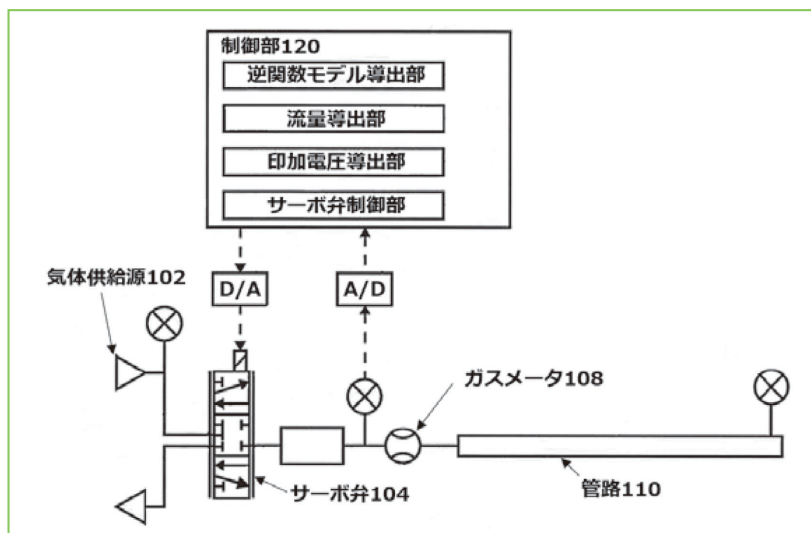 制御部120
逆関数モデル導出部
流量導出部
印加電圧導出部
サーボ弁制御部
気体供給源102
D/A
A/D
ガスメータ108
サーボ弁104
管路110